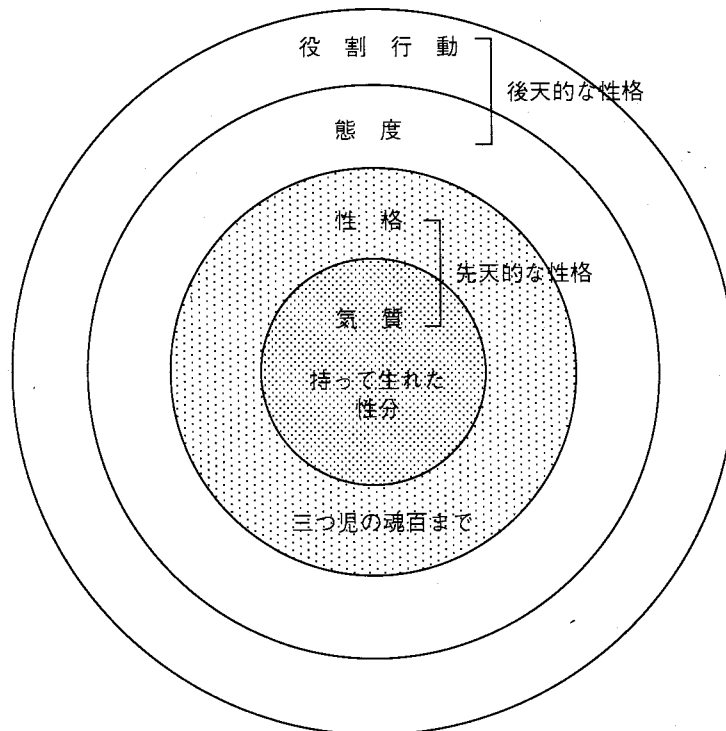 役割行動
後天的な性格
態度
性格
先天的な性格
気質
持って生れた
性分
三つ児の魂百まで